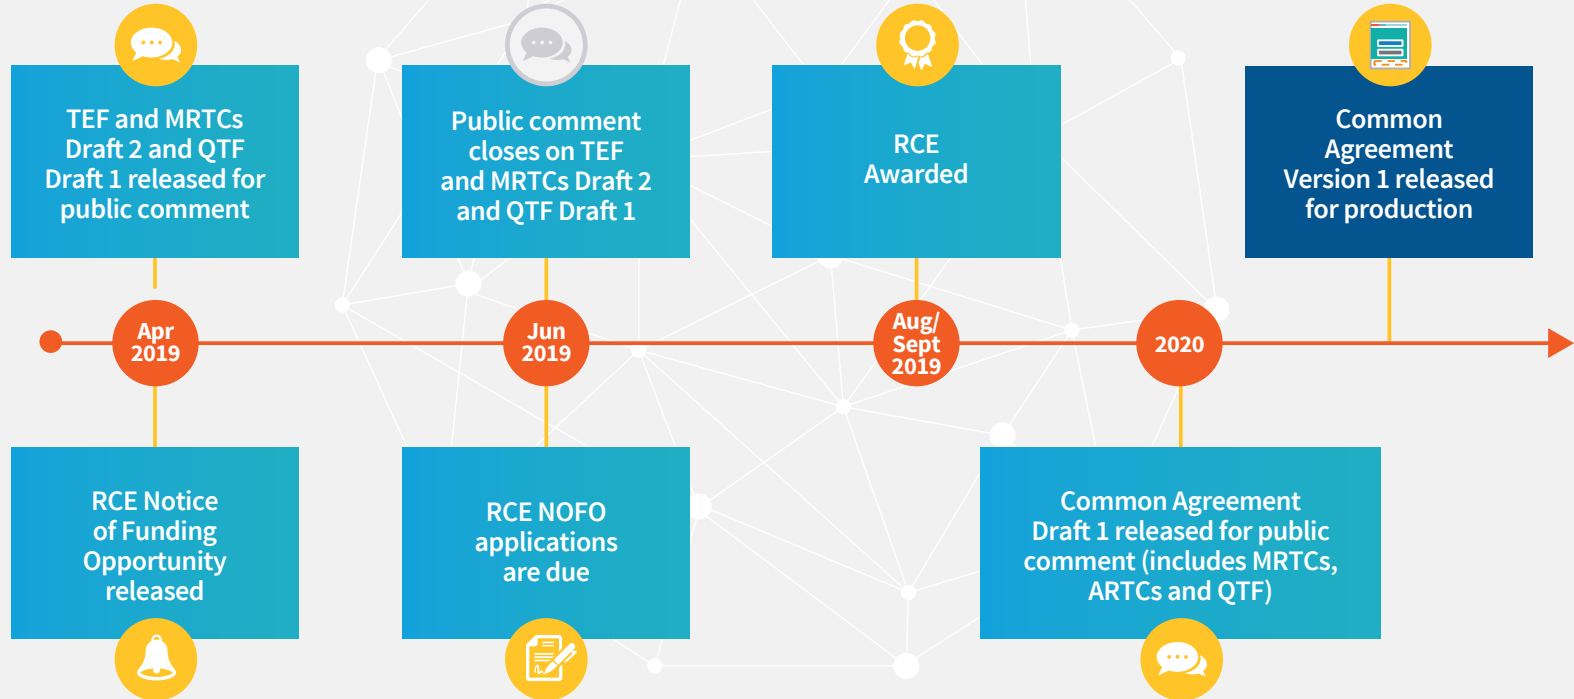 TEF and MRTCs
Draft 2 and QTF
Draft 1 released for
public comment
Public comment
closes on TEF
and MRTCs Draft 2
and QTF Draft 1
RCE
Awarded
Common
Agreement
Version 1 released
for production
Apr
2019
Jun
2019
Aug/
Sept
2019
2020
RCE Notice
of Funding
Opportunity
released
RCE NOFO
applications
are due
Common Agreement
Draft 1 released for public
comment (includes MRTCs,
ARTCs and QTF)